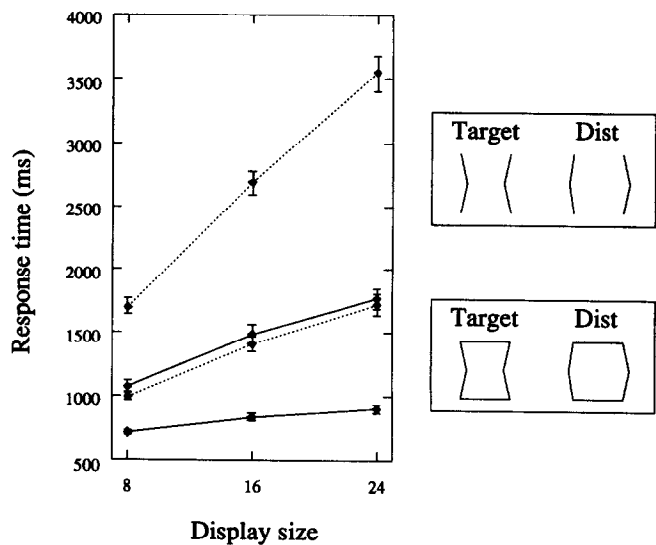 4000
3500
3000
2500
2000
1500
1000
500
Response time (ms)
8 16 24
Display size
Target Dist
Target Dist